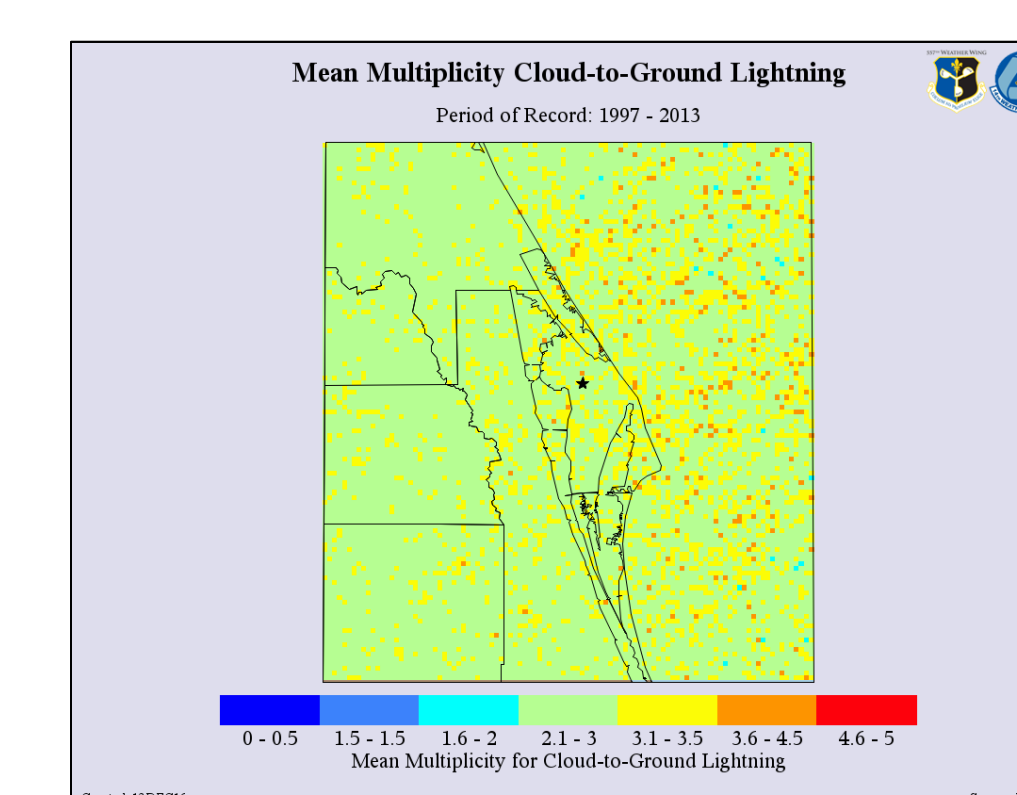 Mean Multiplicity Cloud-to-Ground Lightning
Period of Record: 1997 - 2013
0 - 0.5 1.5 - 1.5 1.6 - 2 2.1 - 3 3.1 - 3.5 3.6 - 4.5 4.6 - 5
Mean Multiplicity for Cloud-to-Ground Lightning